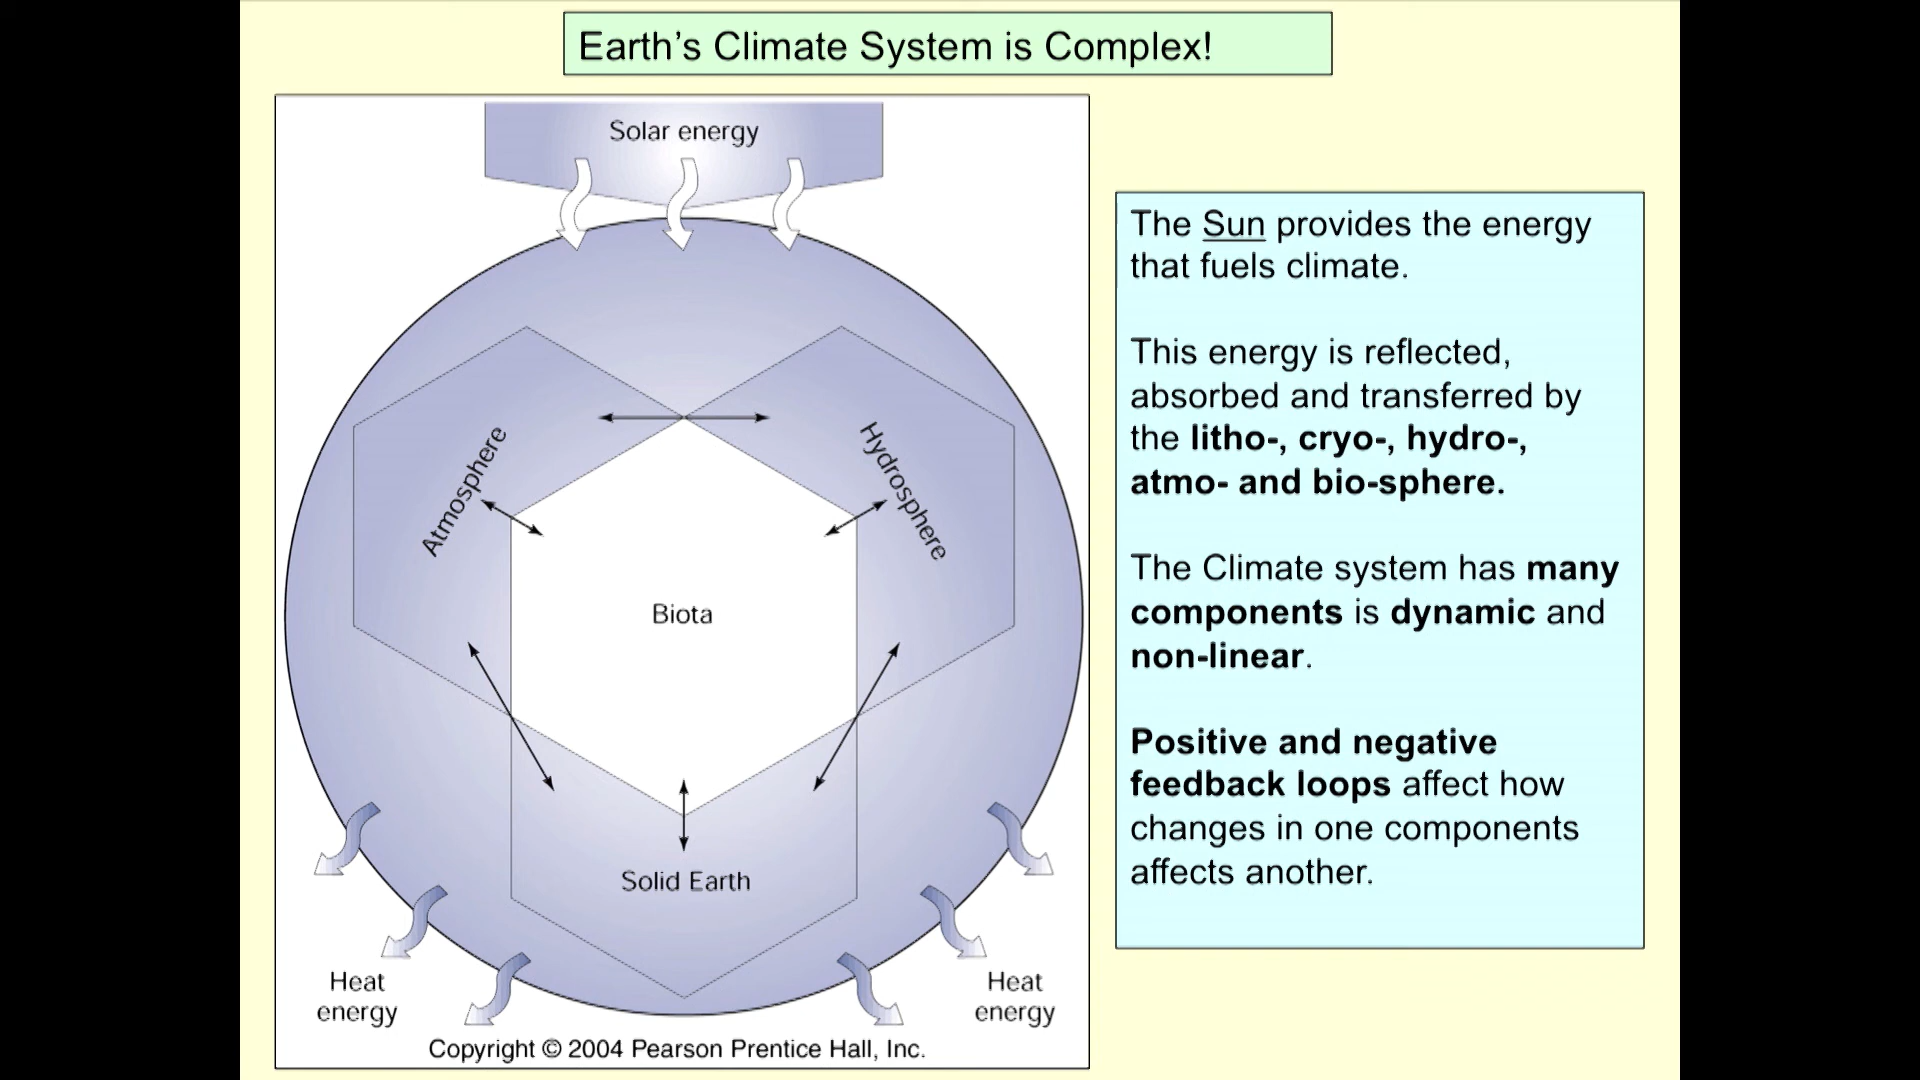 Earth's Climate System is Complex!
Solar energy
Atmosphere
Hydrosphere
Biota
Solid Earth
Heat
energy
Heat
energy
Copyright © 2004 Pearson Prentice Hall, Inc.
The Sun provides the energy
that fuels climate.
This energy is reflected,
absorbed and transferred by
the litho-, cryo-, hydro-,
atmo- and bio-sphere.
The Climate system has many
components is dynamic and
non-linear.
Positive and negative
feedback loops affect how
changes in one components
affects another.